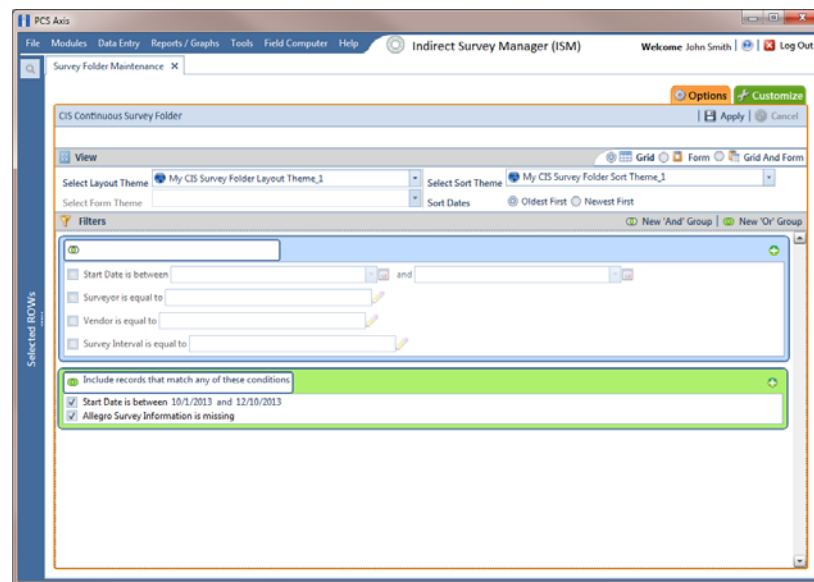 PCS Axis
File Modules Data Entry Reports / Graphs Tools Field Computer Help Indirect Survey Manager (ISM) Welcome John Smith | | Log Out
Survey Folder Maintenance X
Options Customize
CIS Continuous Survey Folder | Apply | Cancel
View Grid Form Grid And Form
Select Layout Theme My CIS Survey Folder Layout Theme_1 Select Sort Theme My CIS Survey Folder Sort Theme_1
Select Form Theme Sort Dates Oldest First Newest First
Filters New 'And' Group | New 'Or' Group
Start Date is between and
Surveyor is equal to
Vendor is equal to
Survey Interval is equal to
Include records that match any of these conditions
Start Date is between 10/1/2013 and 12/10/2013
Allegro Survey Information is missing
Selected ROWs